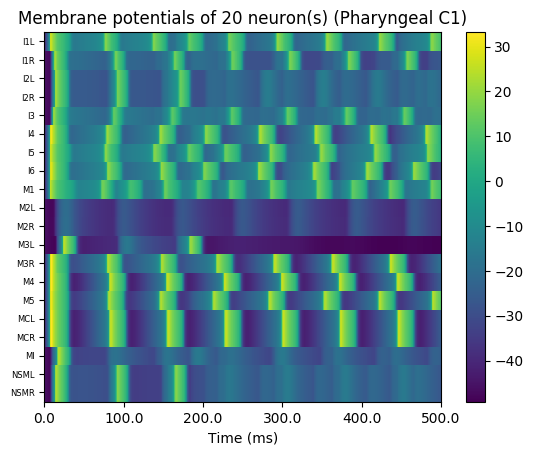 Membrane potentials of 20 neuron(s) (Pharyngeal C1)
I1L
I1R
I2L
I2R
I3
I4
I5
I6
M1
M2L
M2R
M3L
M3R
M4
M5
MCL
MCR
MI
NSML
NSMR
0.0 100.0 200.0 300.0 400.0 500.0
Time (ms)
30
20
10
0
−10
−20
−30
−40